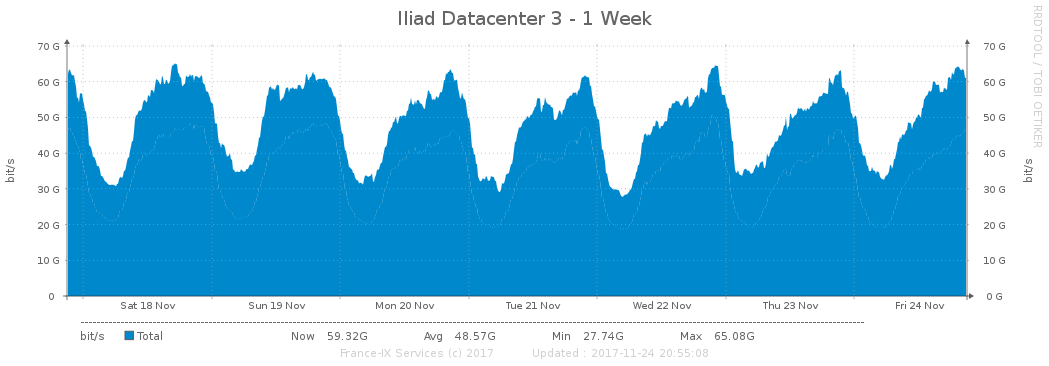 Iliad Datacenter 3 - 1 Week
RRDTOOL / TOBI OETIKER
bit/s
70 G 70 G
60 G 60 G
50 G 50 G
40 G 40 G
30 G 30 G
20 G 20 G
10 G 10 G
0 0 G
bit/s
Sat 18 Nov Sun 19 Nov Mon 20 Nov Tue 21 Nov Wed 22 Nov Thu 23 Nov Fri 24 Nov
bit/s Total Now 59.32G Avg 48.57G Min 27.74G Max 65.08G
France-IX Services (c) 2017 Updated : 2017-11-24 20:55:08